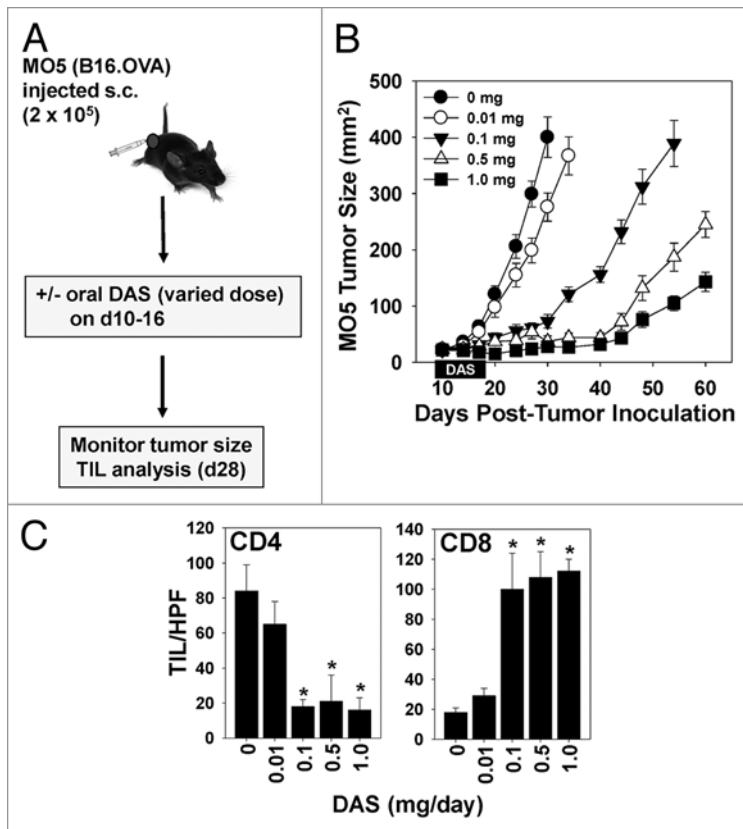 A
MO5 (B16.OVA)
injected s.c.
(2 x 10⁵)
+/- oral DAS (varied dose)
on d10-16
Monitor tumor size
TIL analysis (d28)
B
MO5 Tumor Size (mm²)
500
400
300
200
100
0
0 mg
0.01 mg
0.1 mg
0.5 mg
1.0 mg
DAS
10 20 30 40 50 60
Days Post-Tumor Inoculation
C
TIL/HPF
CD4
120
100
80
60
40
20
0
* * *
0 0.01 0.1 0.5 1.0
CD8
140
120
100
80
60
40
20
0
* * *
0 0.01 0.1 0.5 1.0
DAS (mg/day)